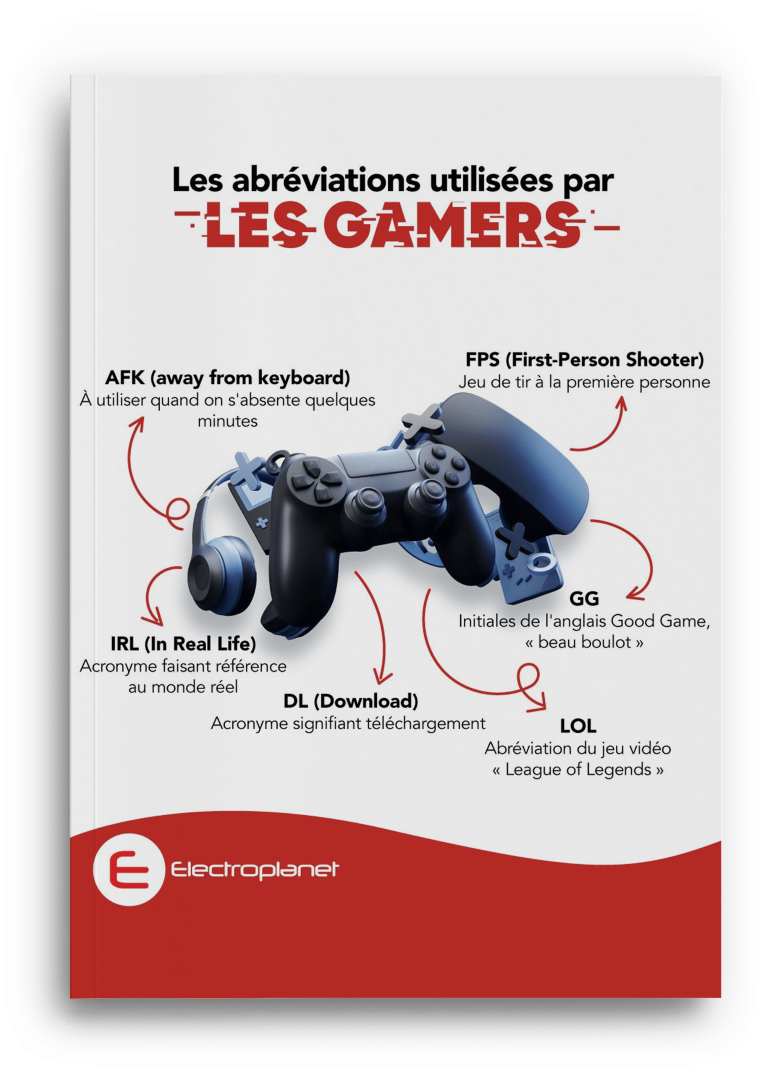 Les abréviations utilisées par
LES GAMERS
FPS (First-Person Shooter)
Jeu de tir à la première personne
AFK (away from keyboard)
À utiliser quand on s'absente quelques
minutes
GG
Initiales de l'anglais Good Game,
« beau boulot »
IRL (In Real Life)
Acronyme faisant référence
au monde réel
DL (Download)
Acronyme signifiant téléchargement
LOL
Abréviation du jeu vidéo
« League of Legends »
Electroplanet